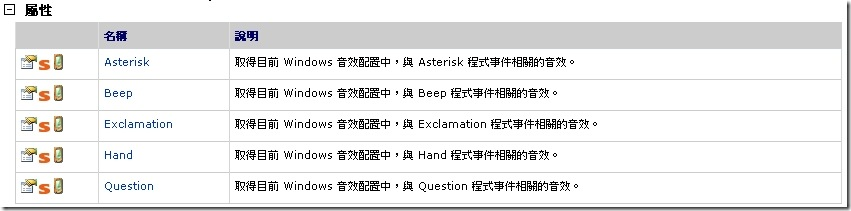 屬性
名稱 說明
Asterisk 取得目前 Windows 音效配置中，與 Asterisk 程式事件相關的音效。
Beep 取得目前 Windows 音效配置中，與 Beep 程式事件相關的音效。
Exclamation 取得目前 Windows 音效配置中，與 Exclamation 程式事件相關的音效。
Hand 取得目前 Windows 音效配置中，與 Hand 程式事件相關的音效。
Question 取得目前 Windows 音效配置中，與 Question 程式事件相關的音效。